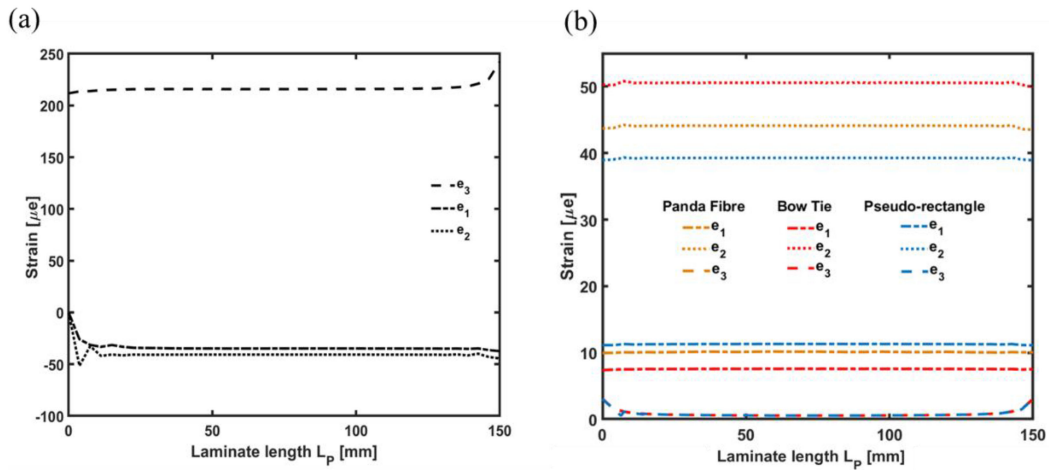 (a)
250
200
150
100
50
0
-50
-100
Strain [µe]
e3
e1
e2
0
50
100
150
Laminate length LP [mm]
(b)
50
40
30
20
10
0
Strain [µe]
Panda Fibre Bow Tie Pseudo-rectangle
e1 e1 e1
e2 e2 e2
e3 e3 e3
0
50
100
150
Laminate length LP [mm]